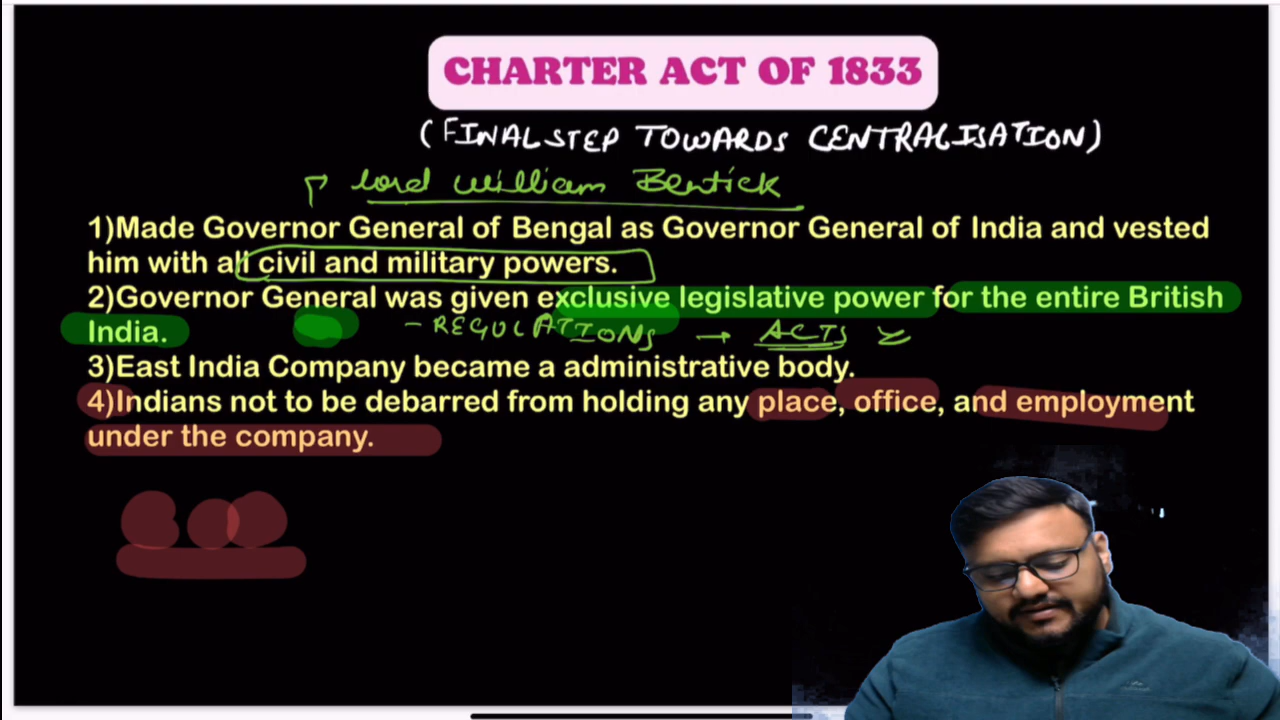 CHARTER ACT OF 1833
(FINAL STEP TOWARDS CENTRALISATION)
lord william Bentick
1)Made Governor General of Bengal as Governor General of India and vested
him with all civil and military powers.
2)Governor General was given exclusive legislative power for the entire British
India.
- REGULATIONS → ACTS
3)East India Company became a administrative body.
4)Indians not to be debarred from holding any place, office, and employment
under the company.